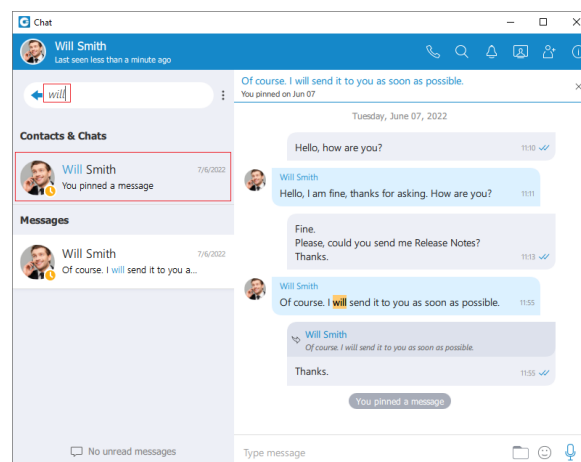 Chat
Will Smith
Last seen less than a minute ago
will
Contacts & Chats
Will Smith
7/6/2022
You pinned a message
Messages
Will Smith
7/6/2022
Of course. I will send it to you a...
No unread messages
Of course. I will send it to you as soon as possible.
You pinned on Jun 07
Tuesday, June 07, 2022
Hello, how are you?
11:10
Will Smith
Hello, I am fine, thanks for asking. How are you?
11:11
Fine.
Please, could you send me Release Notes?
Thanks.
11:13
Will Smith
Of course. I will send it to you as soon as possible.
11:55
Will Smith
Of course. I will send it to you as soon as possible.
Thanks.
11:55
You pinned a message
Type message